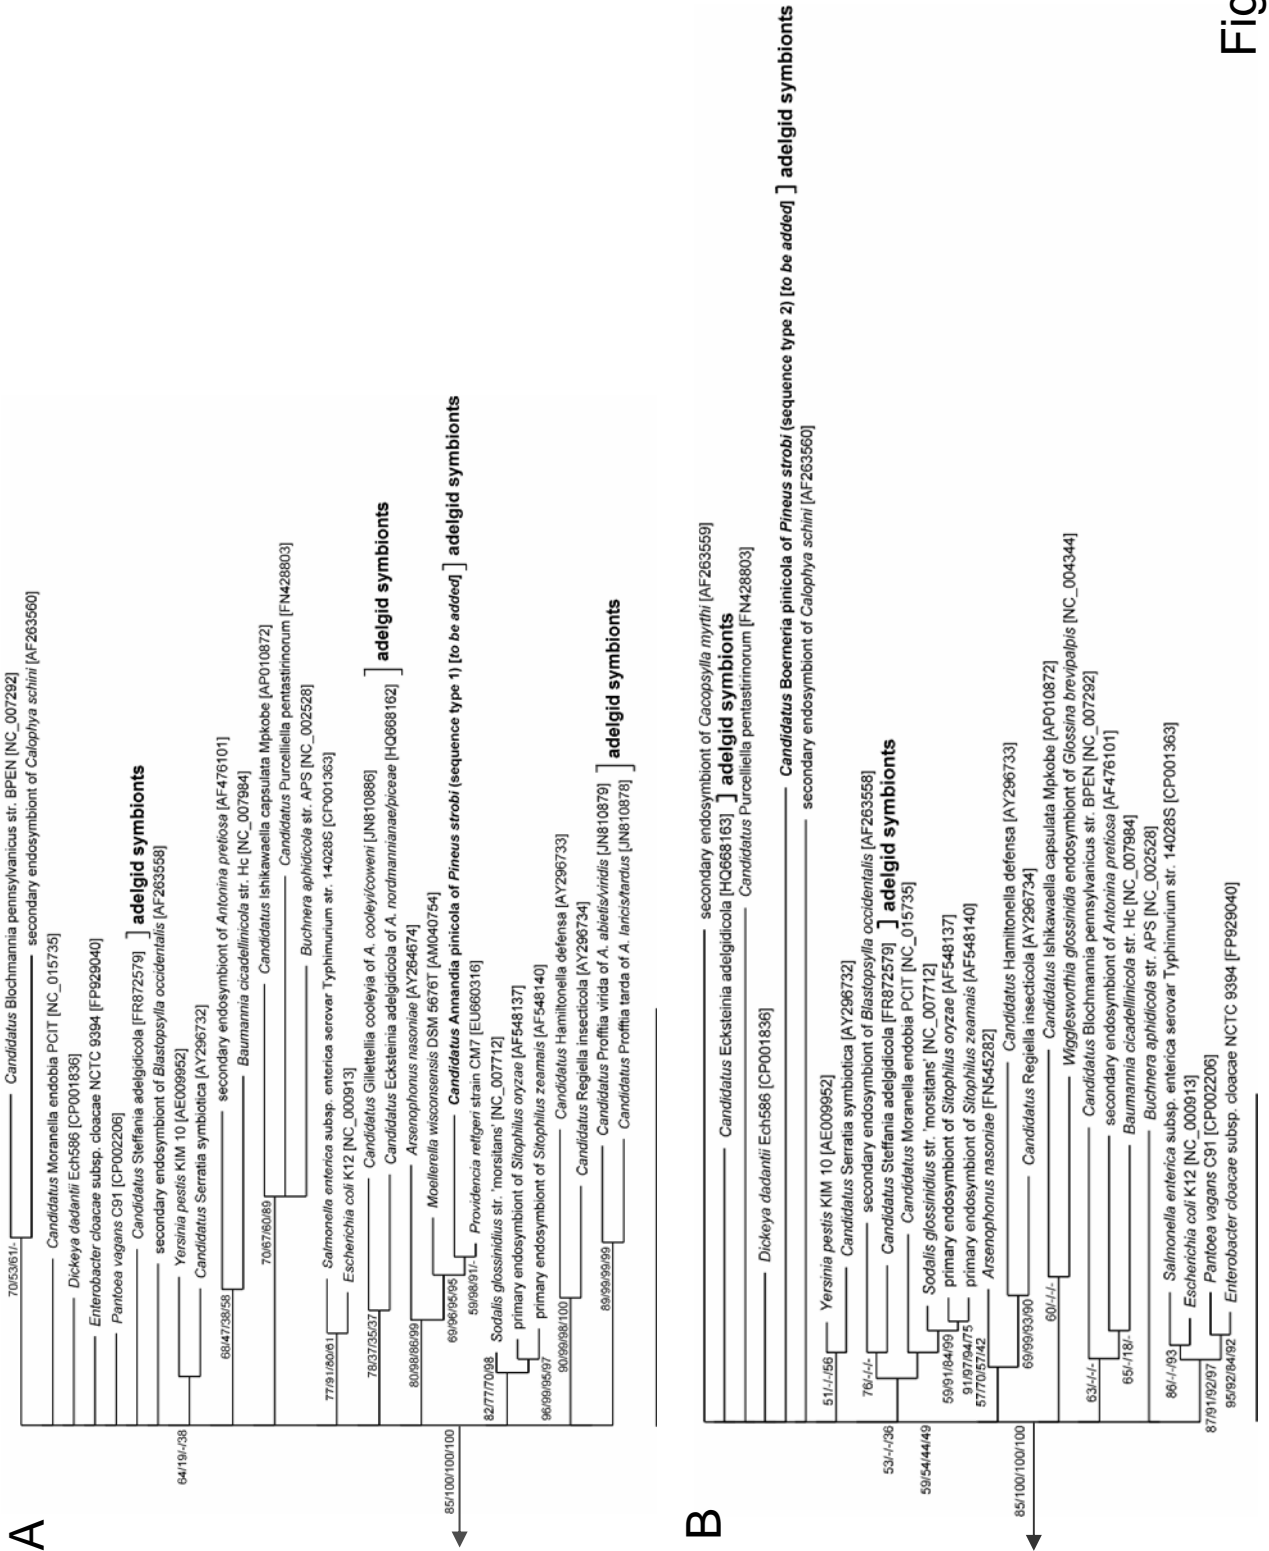 A
70/53/61/-
Candidatus Blochmannia pennsylvanicus str. BPEN [NC_007292]
secondary endosymbiont of Calophya schini [AF263560]
Candidatus Moranella endobia PCIT [NC_015735]
Dickeya dadantii Ech586 [CP001836]
Enterobacter cloacae subsp. cloacae NCTC 9394 [FP929040]
Pantoea vagans C91 [CP002206]
Candidatus Steffania adelgidicola [FR872579] ] adelgid symbionts
secondary endosymbiont of Blastopsylla occidentalis [AF263558]
64/19/-/38
Yersinia pestis KIM 10 [AE009952]
Candidatus Serratia symbiotica [AY296732]
68/47/38/58
secondary endosymbiont of Antonina pretiosa [AF476101]
Baumannia cicadellinicola str. Hc [NC_007984]
70/67/60/89
Candidatus Ishikawaella capsulata Mpkobe [AP010872]
Candidatus Purcelliella pentastirinorum [FN428803]
Buchnera aphidicola str. APS [NC_002528]
77/91/80/61
Salmonella enterica subsp. enterica serovar Typhimurium str. 14028S [CP001363]
Escherichia coli K12 [NC_000913]
78/37/35/37
Candidatus Gillettellia cooleyia of A. cooleyi/coweni [JN810886]
Candidatus Ecksteinia adelgidicola of A. nordmannianae/piceae [HQ668162]
] adelgid symbionts
80/98/86/99
Arsenophonus nasoniae [AY264674]
Moellerella wisconsensis DSM 5676T [AM040754]
69/96/95/95
Candidatus Annandia pinicola of Pineus strobi (sequence type 1) [to be added] ] adelgid symbionts
59/98/91/-
Providencia rettgeri strain CM7 [EU660316]
82/77/70/98
Sodalis glossinidius str. 'morsitans' [NC_007712]
primary endosymbiont of Sitophilus oryzae [AF548137]
primary endosymbiont of Sitophilus zeamais [AF548140]
96/99/95/97
90/99/98/100
Candidatus Hamiltonella defensa [AY296733]
Candidatus Regiella insecticola [AY296734]
89/99/99/99
Candidatus Profftia virida of A. abietis/viridis [JN810879]
Candidatus Profftia tarda of A. laricis/tardus [JN810878]
] adelgid symbionts
85/100/100/100
B
secondary endosymbiont of Cacopsylla myrthi [AF263559]
Candidatus Ecksteinia adelgidicola [HQ668163] ] adelgid symbionts
Candidatus Purcelliella pentastirinorum [FN428803]
Dickeya dadantii Ech586 [CP001836]
Candidatus Boerneria pinicola of Pineus strobi (sequence type 2) [to be added] ] adelgid symbionts
secondary endosymbiont of Calophya schini [AF263560]
51/-/-/56
Yersinia pestis KIM 10 [AE009952]
Candidatus Serratia symbiotica [AY296732]
76/-/-/-
secondary endosymbiont of Blastopsylla occidentalis [AF263558]
Candidatus Steffania adelgidicola [FR872579] ] adelgid symbionts
53/-/-/36
Candidatus Moranella endobia PCIT [NC_015735]
59/54/44/49
Sodalis glossinidius str. 'morsitans' [NC_007712]
59/91/84/99
primary endosymbiont of Sitophilus oryzae [AF548137]
91/97/94/75
primary endosymbiont of Sitophilus zeamais [AF548140]
57/70/57/42
Arsenophonus nasoniae [FN545282]
Candidatus Hamiltonella defensa [AY296733]
69/99/93/90
Candidatus Regiella insecticola [AY296734]
85/100/100/100
60/-/-/-
Candidatus Ishikawaella capsulata Mpkobe [AP010872]
Wigglesworthia glossinidia endosymbiont of Glossina brevipalpis [NC_004344]
63/-/-/-
Candidatus Blochmannia pennsylvanicus str. BPEN [NC_007292]
secondary endosymbiont of Antonina pretiosa [AF476101]
65/-/18/-
Baumannia cicadellinicola str. Hc [NC_007984]
Buchnera aphidicola str. APS [NC_002528]
86/-/-/93
Salmonella enterica subsp. enterica serovar Typhimurium str. 14028S [CP001363]
Escherichia coli K12 [NC_000913]
87/91/92/97
Pantoea vagans C91 [CP002206]
95/92/84/92
Enterobacter cloacae subsp. cloacae NCTC 9394 [FP929040]
Fig